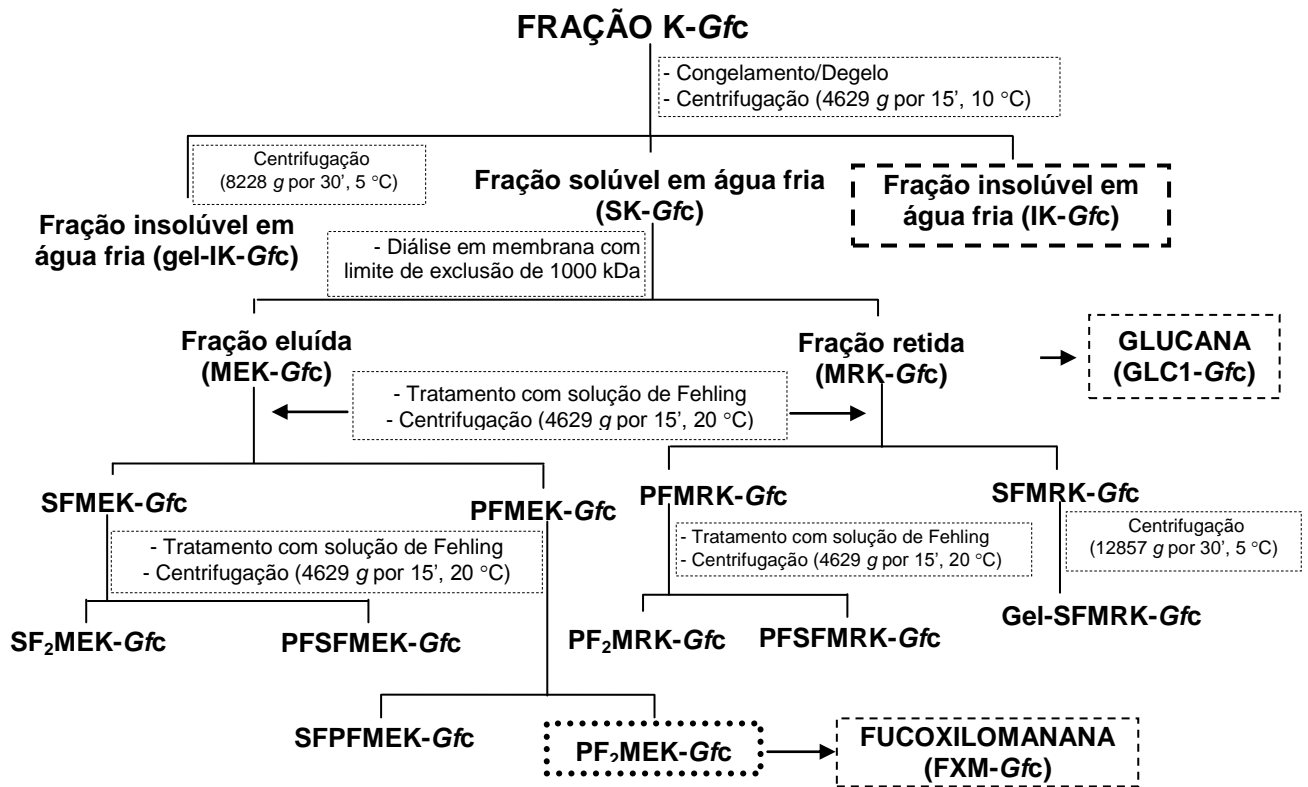 FRAÇÃO K-Gfc
- Congelamento/Degelo
- Centrifugação (4629 g por 15’, 10 °C)
Centrifugação
(8228 g por 30’, 5 °C)
Fração insolúvel em
água fria (gel-IK-Gfc)
Fração solúvel em água fria
(SK-Gfc)
Fração insolúvel em
água fria (IK-Gfc)
- Diálise em membrana com
limite de exclusão de 1000 kDa
Fração eluída
(MEK-Gfc)
Fração retida
(MRK-Gfc)
GLUCANA
(GLC1-Gfc)
- Tratamento com solução de Fehling
- Centrifugação (4629 g por 15’, 20 °C)
SFMEK-Gfc
PFMEK-Gfc
PFMRK-Gfc
SFMRK-Gfc
- Tratamento com solução de Fehling
- Centrifugação (4629 g por 15’, 20 °C)
- Tratamento com solução de Fehling
- Centrifugação (4629 g por 15’, 20 °C)
Centrifugação
(12857 g por 30’, 5 °C)
SF₂MEK-Gfc
PFSFMEK-Gfc
PF₂MRK-Gfc
PFSFMRK-Gfc
Gel-SFMRK-Gfc
SFPFMEK-Gfc
PF₂MEK-Gfc
FUCOXILOMANANA
(FXM-Gfc)